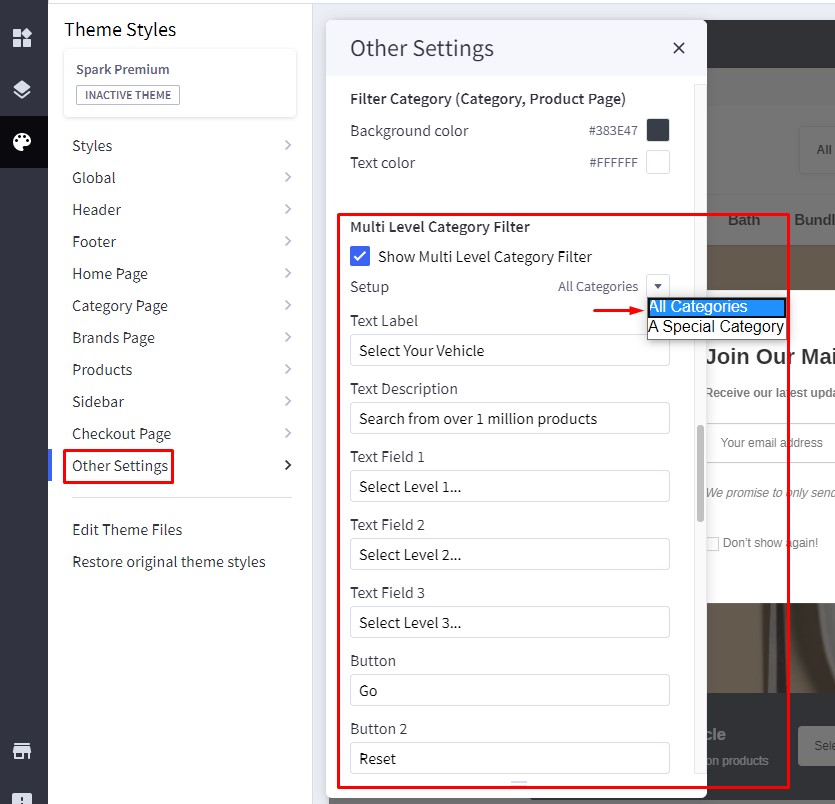 Theme Styles
Spark Premium
INACTIVE THEME
Styles
Global
Header
Footer
Home Page
Category Page
Brands Page
Products
Sidebar
Checkout Page
Other Settings
Edit Theme Files
Restore original theme styles
Other Settings
Filter Category (Category, Product Page)
Background color #383E47
Text color #FFFFFF
Multi Level Category Filter
Show Multi Level Category Filter
Setup All Categories
All Categories
A Special Category
Text Label
Select Your Vehicle
Text Description
Search from over 1 million products
Text Field 1
Select Level 1...
Text Field 2
Select Level 2...
Text Field 3
Select Level 3...
Button
Go
Button 2
Reset
All
Bath Bundl
Join Our Mai
Receive our latest upda
Your email address
We promise to only send
Don't show again!
cle
on products
Sele